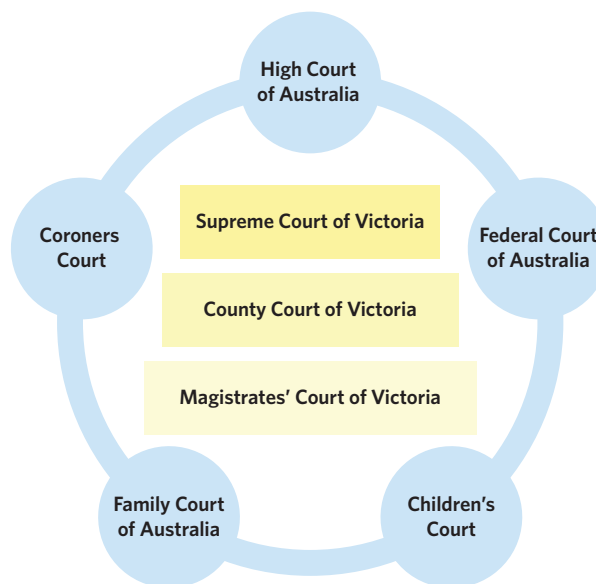 High Court
of Australia
Supreme Court of Victoria
Coroners
Court
Federal Court
of Australia
County Court of Victoria
Magistrates’ Court of Victoria
Family Court
of Australia
Children’s
Court